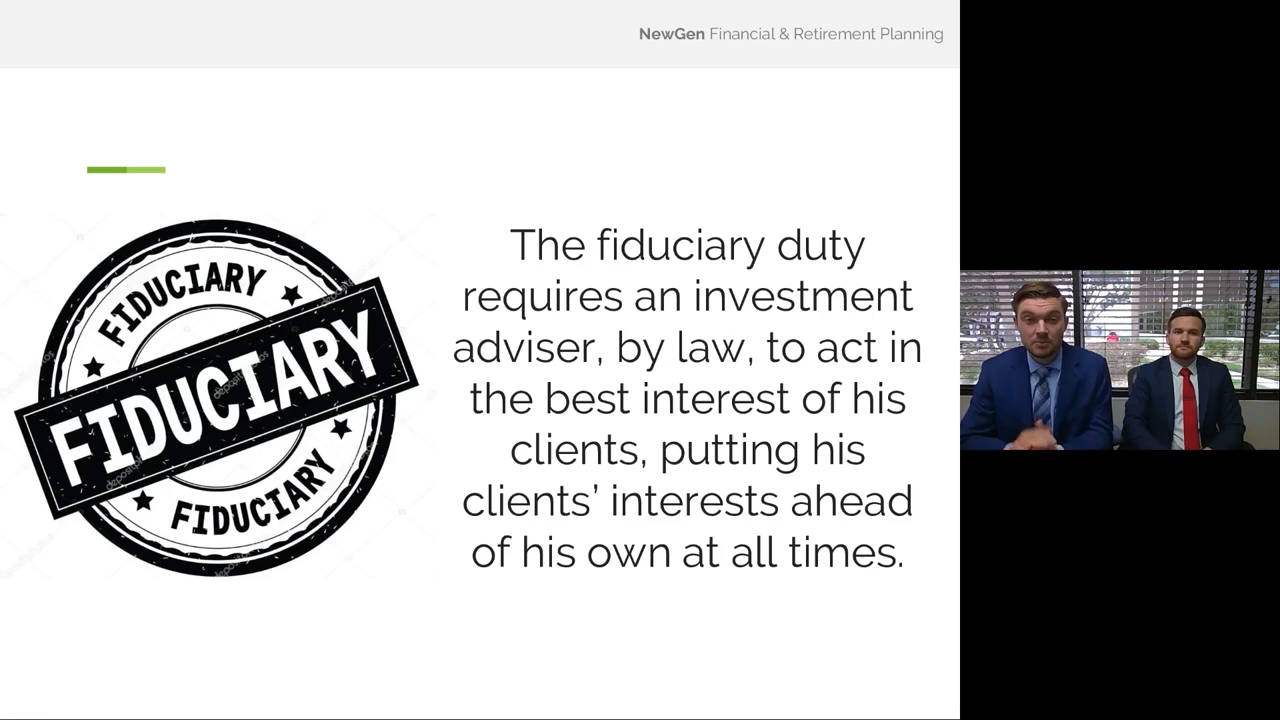 NewGen Financial & Retirement Planning
FIDUCIARY
FIDUCIARY
FIDUCIARY
The fiduciary duty
requires an investment
adviser, by law, to act in
the best interest of his
clients, putting his
clients’ interests ahead
of his own at all times.